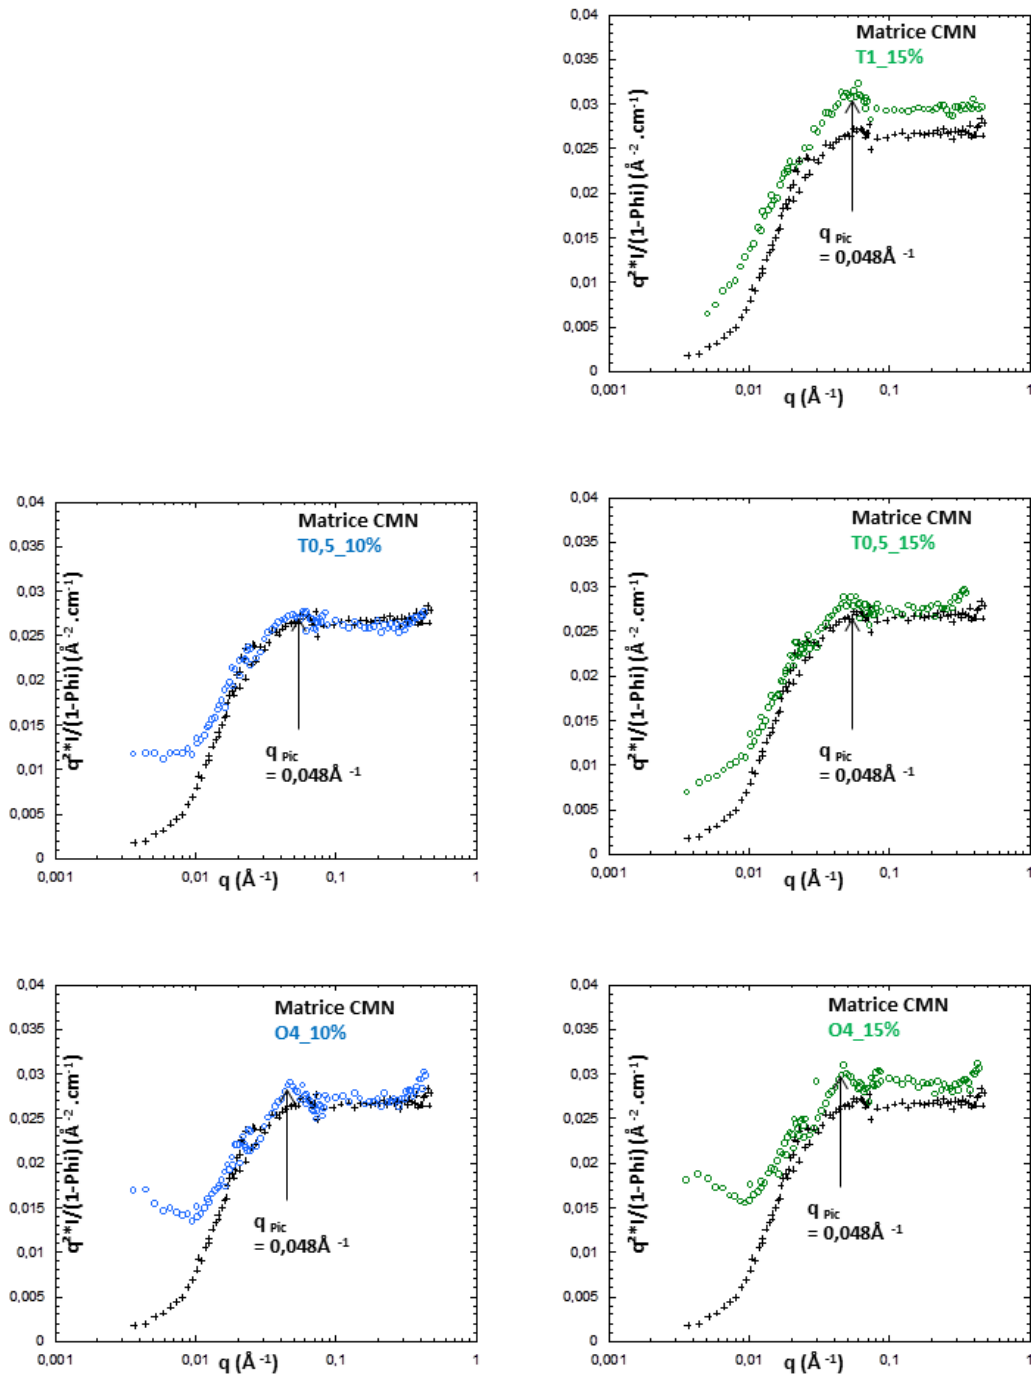 0,04
Matrice CMN
T1_15%
0,035
0,03
0,025
0,02
0,015
0,01
0,005
0
q²*I/(1-Phi) (Å⁻².cm⁻¹)
q Pic
= 0,048Å⁻¹
0,001 0,01 0,1 1
q (Å⁻¹)
0,04
Matrice CMN
T0,5_10%
0,035
0,03
0,025
0,02
0,015
0,01
0,005
0
q²*I/(1-Phi) (Å⁻².cm⁻¹)
q Pic
= 0,048Å⁻¹
0,001 0,01 0,1 1
q (Å⁻¹)
0,04
Matrice CMN
T0,5_15%
0,035
0,03
0,025
0,02
0,015
0,01
0,005
0
q²*I/(1-Phi) (Å⁻².cm⁻¹)
q Pic
= 0,048Å⁻¹
0,001 0,01 0,1 1
q (Å⁻¹)
0,04
Matrice CMN
O4_10%
0,035
0,03
0,025
0,02
0,015
0,01
0,005
0
q²*I/(1-Phi) (Å⁻².cm⁻¹)
q Pic
= 0,048Å⁻¹
0,001 0,01 0,1 1
q (Å⁻¹)
0,04
Matrice CMN
O4_15%
0,035
0,03
0,025
0,02
0,015
0,01
0,005
0
q²*I/(1-Phi) (Å⁻².cm⁻¹)
q Pic
= 0,048Å⁻¹
0,001 0,01 0,1 1
q (Å⁻¹)